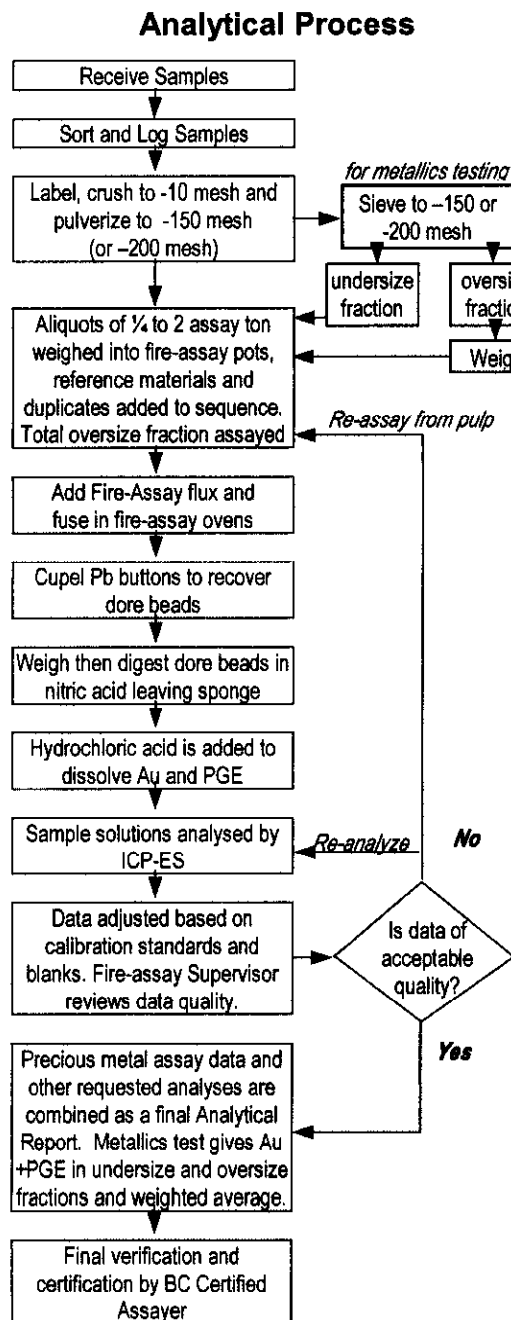 Analytical Process
Receive Samples
Sort and Log Samples
for metallics testing
Label, crush to -10 mesh and
pulverize to -150 mesh
(or –200 mesh)
Sieve to –150 or
-200 mesh
undersize
fraction
Aliquots of ¼ to 2 assay ton
weighed into fire-assay pots,
reference materials and
duplicates added to sequence.
Total oversize fraction assayed
Re-assay from pulp
Add Fire-Assay flux and
fuse in fire-assay ovens
Cupel Pb buttons to recover
dore beads
Weigh then digest dore beads in
nitric acid leaving sponge
Hydrochloric acid is added to
dissolve Au and PGE
Sample solutions analysed by
ICP-ES
Re-analyze
No
Data adjusted based on
calibration standards and
blanks. Fire-assay Supervisor
reviews data quality.
Is data of
acceptable
quality?
Yes
Precious metal assay data and
other requested analyses are
combined as a final Analytical
Report. Metallics test gives Au
+PGE in undersize and oversize
fractions and weighted average.
Final verification and
certification by BC Certified
Assayer